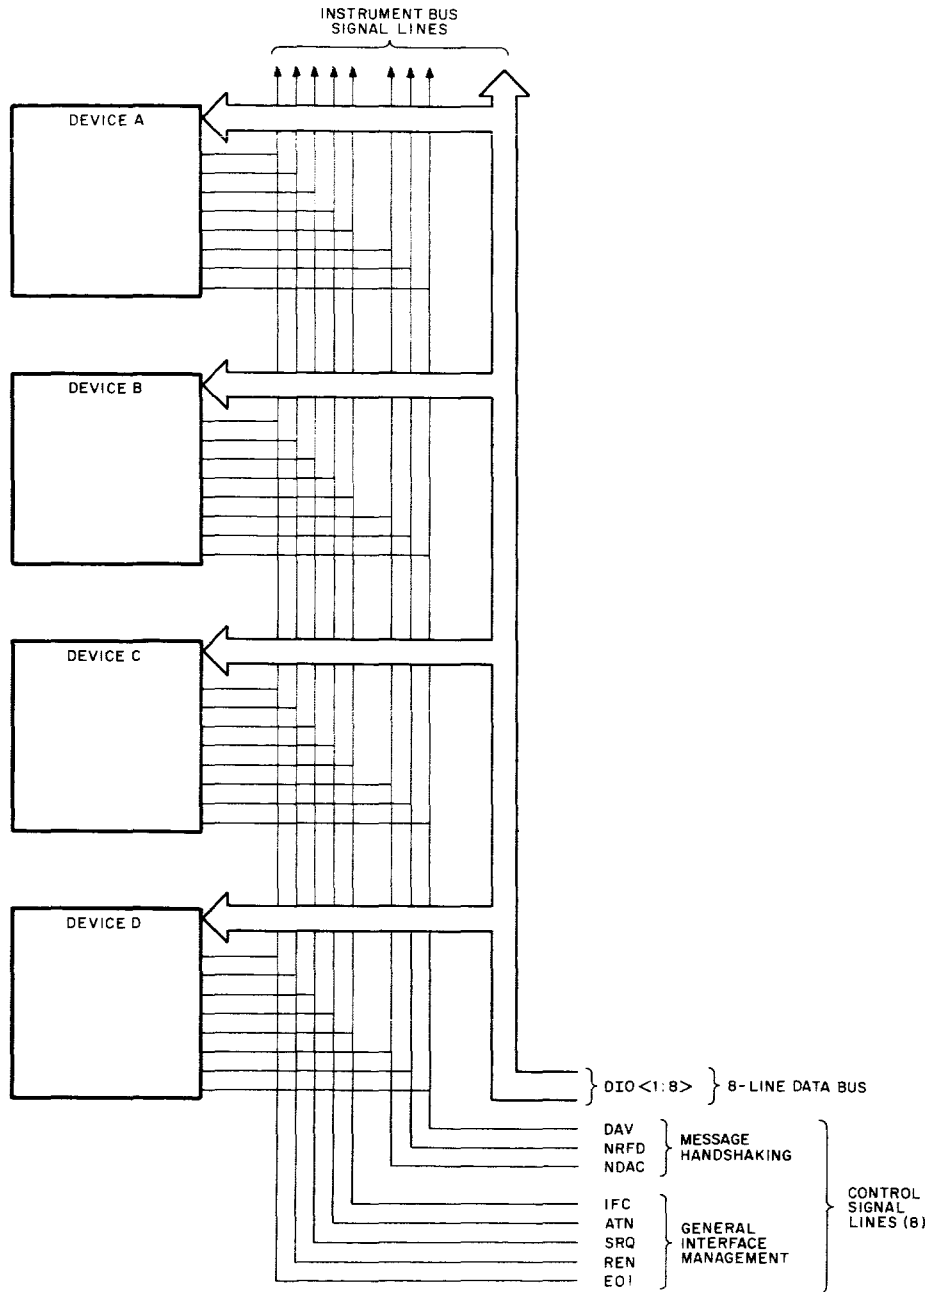 INSTRUMENT BUS
SIGNAL LINES
DEVICE A
DEVICE B
DEVICE C
DEVICE D
DIO <1:8>
8-LINE DATA BUS
DAV
NRFD
NDAC
MESSAGE
HANDSHAKING
IFC
ATN
SRQ
REN
EOI
GENERAL
INTERFACE
MANAGEMENT
CONTROL
SIGNAL
LINES (8)